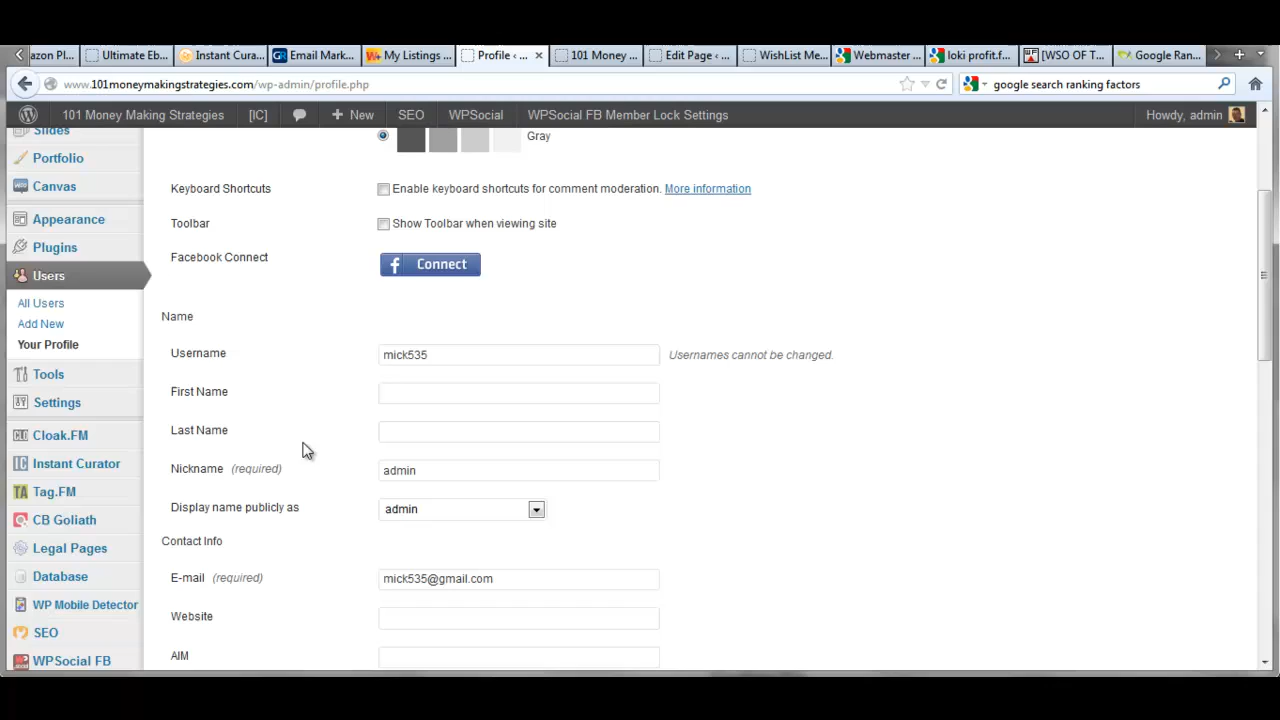 azon Pl...
Ultimate Eb...
Instant Cura...
GR Email Mark...
W+ My Listings ...
Profile ‹ ... ×
101 Money ...
Edit Page ‹ ...
WishList Me...
Webmaster ...
loki profit.f...
[WSO OF T...
Google Ran...
www.101moneymakingstrategies.com/wp-admin/profile.php
google search ranking factors
101 Money Making Strategies [IC] + New SEO WPSocial WPSocial FB Member Lock Settings Howdy, admin
Slides
Portfolio
Canvas
Appearance
Plugins
Users
All Users
Add New
Your Profile
Tools
Settings
Cloak.FM
Instant Curator
TA Tag.FM
CB Goliath
Legal Pages
Database
WP Mobile Detector
SEO
WPSocial FB
Gray
Keyboard Shortcuts Enable keyboard shortcuts for comment moderation. More information
Toolbar Show Toolbar when viewing site
Facebook Connect f Connect
Name
Username mick535 Usernames cannot be changed.
First Name
Last Name
Nickname (required) admin
Display name publicly as admin
Contact Info
E-mail (required) mick535@gmail.com
Website
AIM